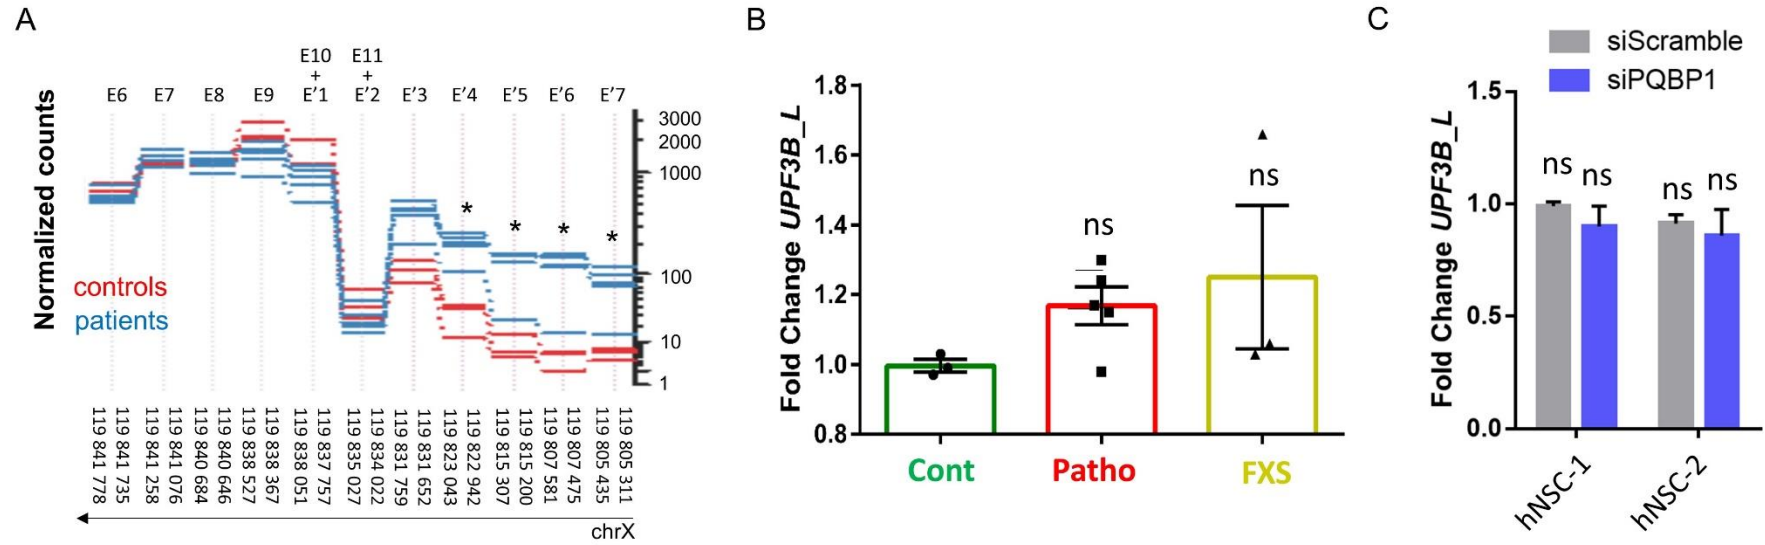 A
E10
+
E'1
E11
+
E'2
E6
E7
E8
E9
E'3
E'4
E'5
E'6
E'7
Normalized counts
3000
2000
1000
100
10
1
*
*
*
*
controls
patients
119 841 778
119 841 735
119 841 258
119 841 076
119 840 684
119 840 646
119 838 527
119 838 367
119 838 051
119 837 757
119 835 027
119 834 022
119 831 759
119 831 652
119 823 043
119 822 942
119 815 307
119 815 200
119 807 581
119 807 475
119 805 435
119 805 311
chrX
B
Fold Change UPF3B_L
1.8
1.6
1.4
1.2
1.0
0.8
ns
ns
Cont
Patho
FXS
C
siScramble
siPQBP1
Fold Change UPF3B_L
1.5
1.0
0.5
0.0
ns
ns
ns
ns
hNSC-1
hNSC-2